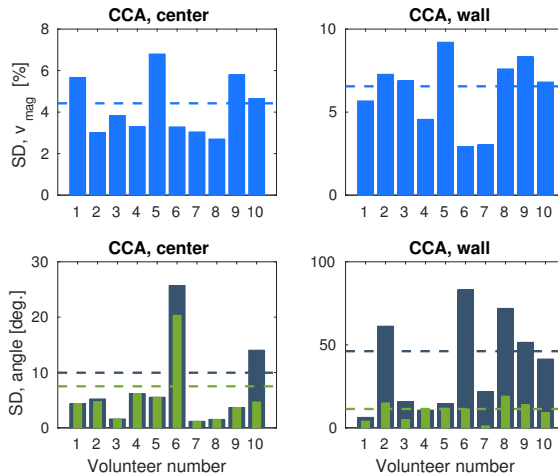 CCA, center
CCA, wall
SD, v mag [%]
8
6
4
2
0
1 2 3 4 5 6 7 8 9 10
10
5
0
1 2 3 4 5 6 7 8 9 10
CCA, center
CCA, wall
SD, angle [deg.]
30
20
10
0
1 2 3 4 5 6 7 8 9 10
Volunteer number
100
50
0
1 2 3 4 5 6 7 8 9 10
Volunteer number